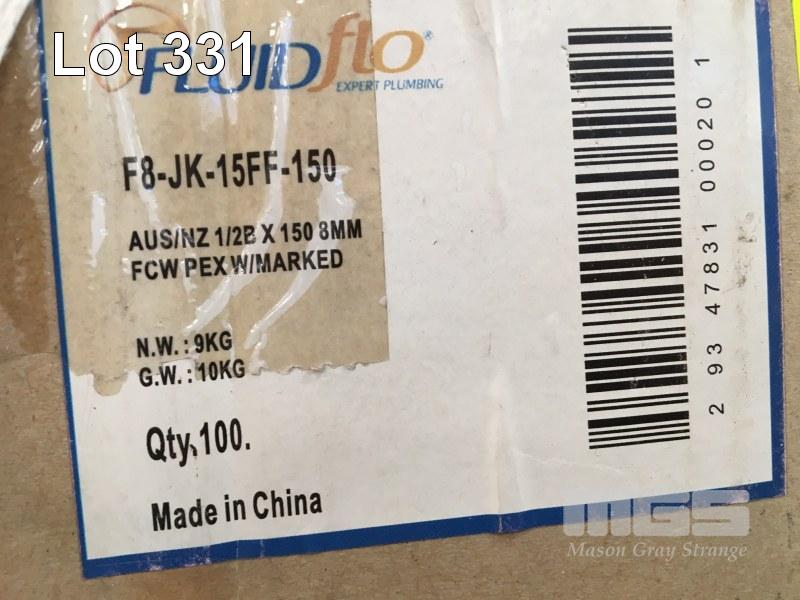 Lot 331
FLUIDflo®
EXPERT PLUMBING
F8-JK-15FF-150
AUS/NZ 1/2B X 150 8MM
FCW PEX W/MARKED
N.W. : 9KG
G.W. : 10KG
Qty,100.
Made in China
2 93 47831 00020 1
MGS
Mason Gray Strange